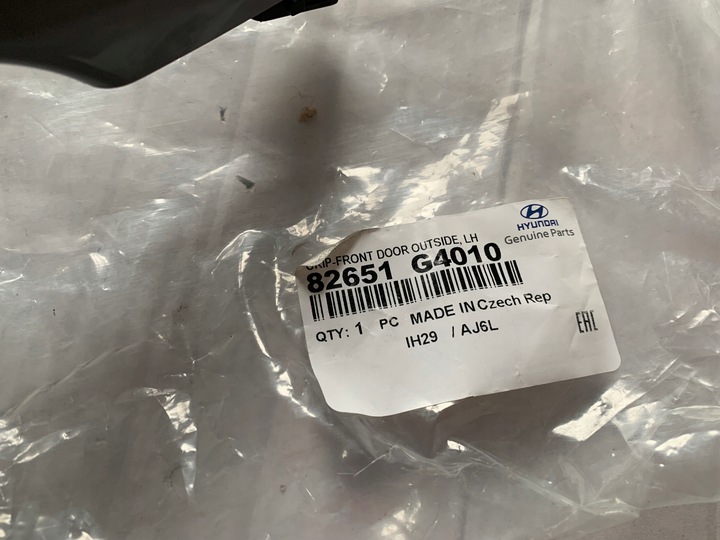 HYUNDAI
Genuine Parts
GRIP-FRONT DOOR OUTSIDE, LH
82651 G4010
QTY: 1 PC MADE IN Czech Rep
IH29 / AJ6L
EAC